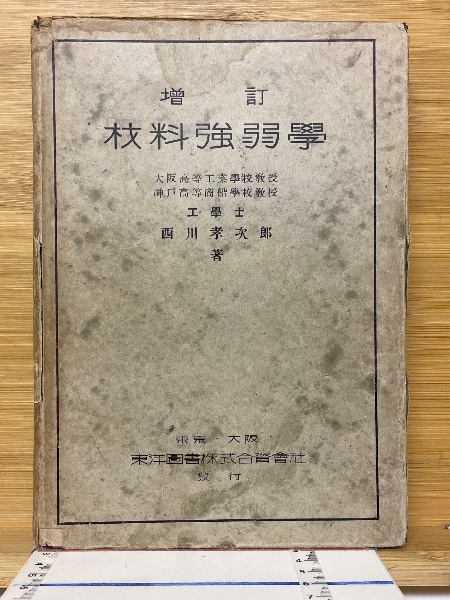 增訂
材料強弱學
大阪高等工業學校敎授
神戶高等商船學校敎授
工學士
西川孝次郎
著
東京・大阪
東洋圖書株式合資會社
發行